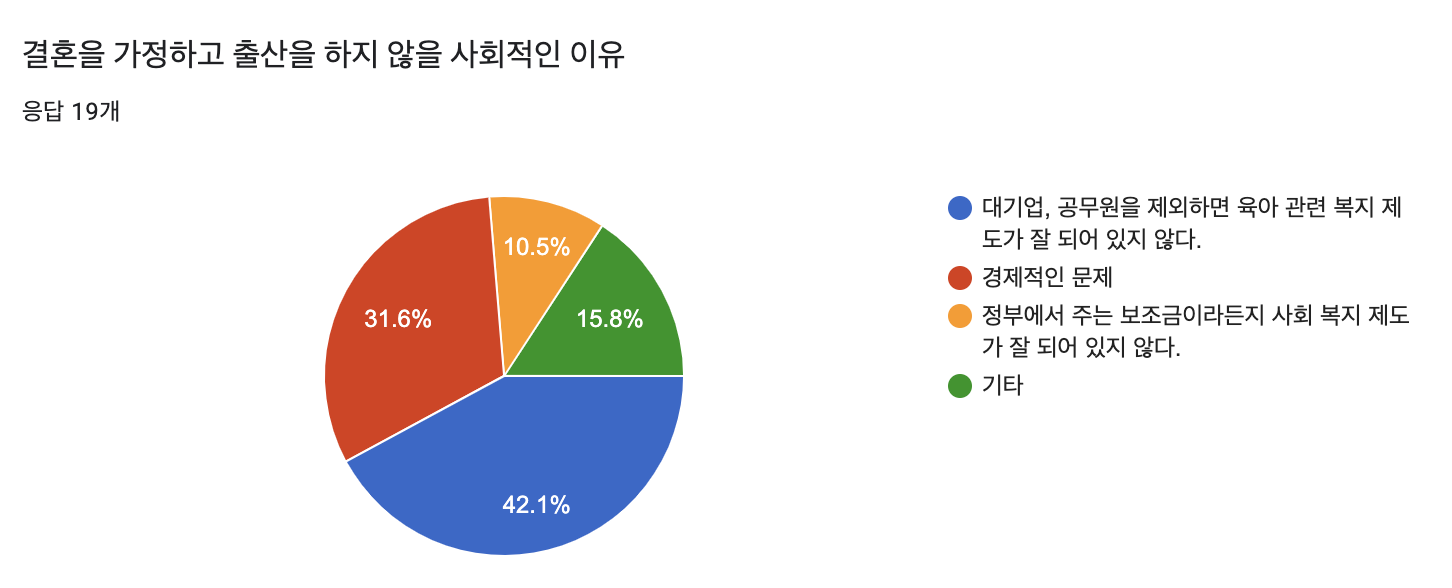 결혼을 가정하고 출산을 하지 않을 사회적인 이유
응답 19개
10.5%
31.6%
15.8%
42.1%
대기업, 공무원을 제외하면 육아 관련 복지 제
도가 잘 되어 있지 않다.
경제적인 문제
정부에서 주는 보조금이라든지 사회 복지 제도
가 잘 되어 있지 않다.
기타